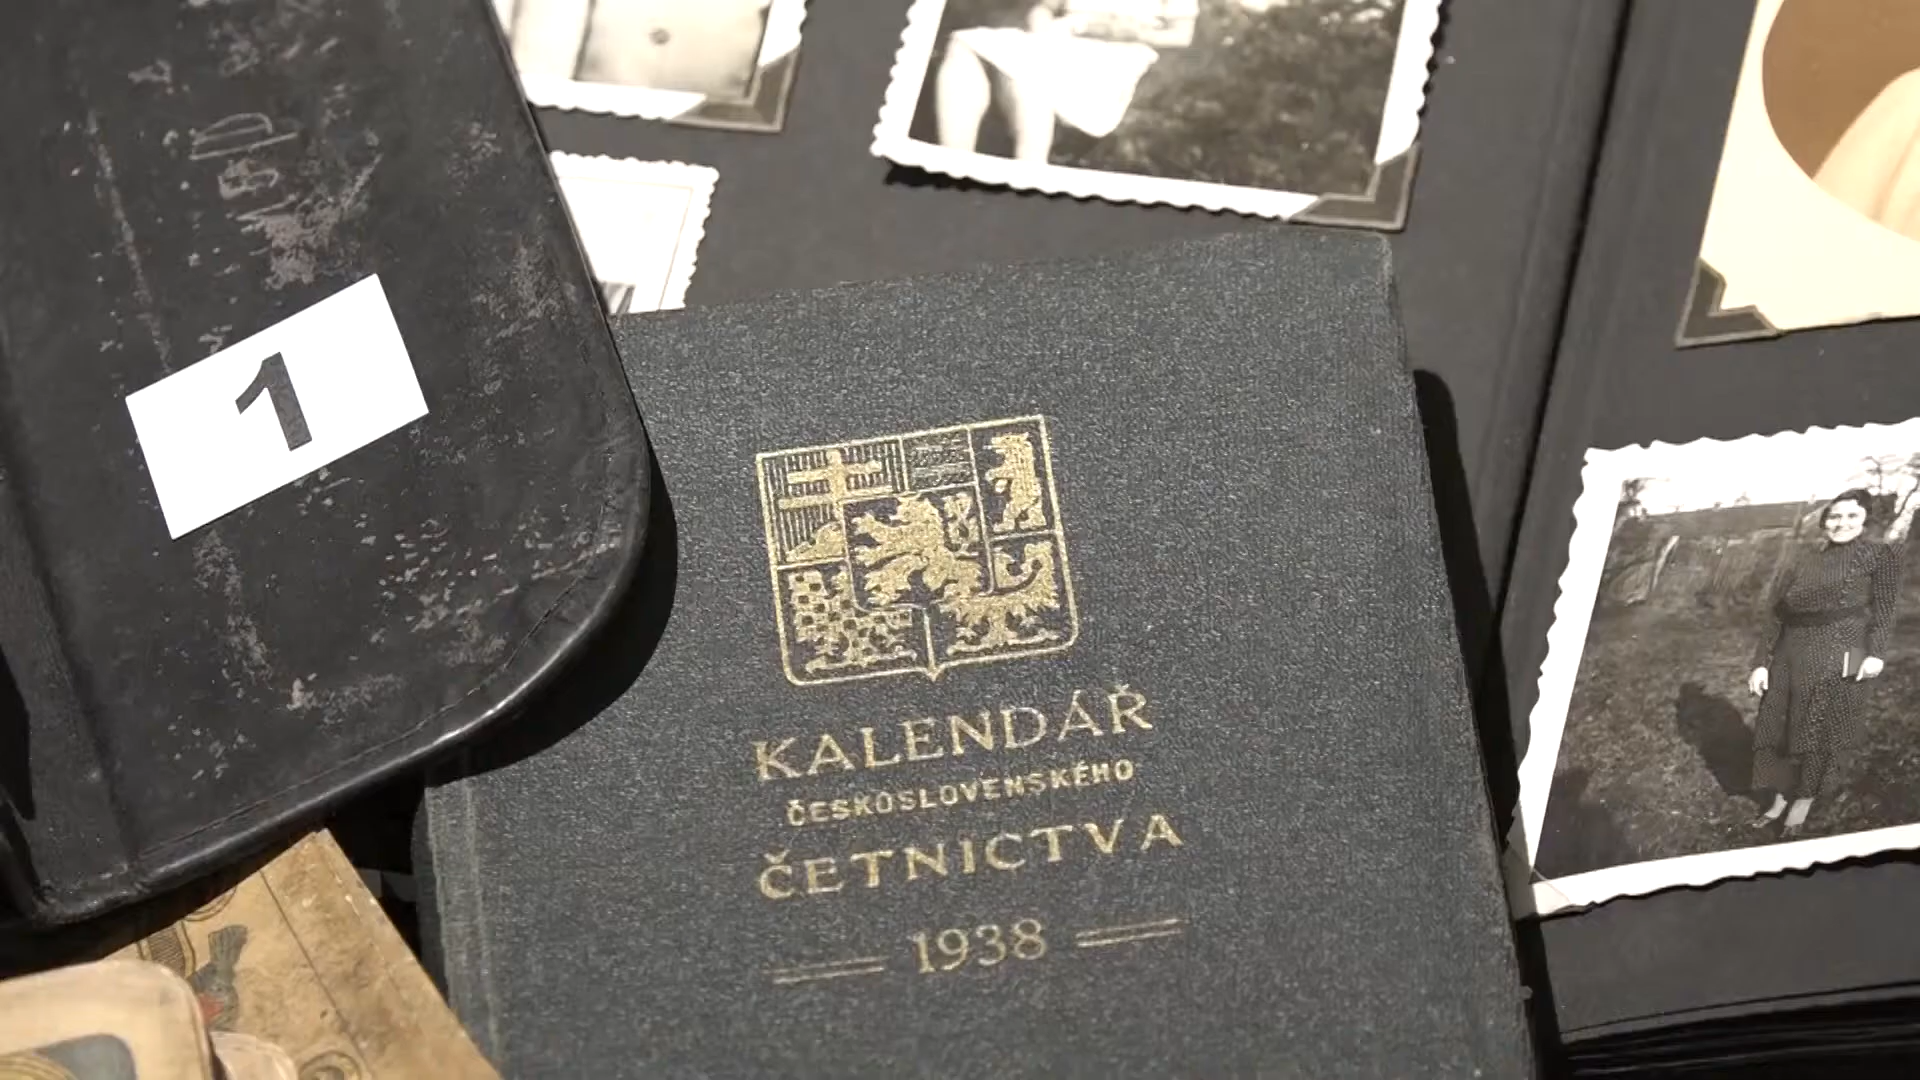 1
KALENDÁŘ
ČESKOSLOVENSKÉHO
ČETNICTVA
1938